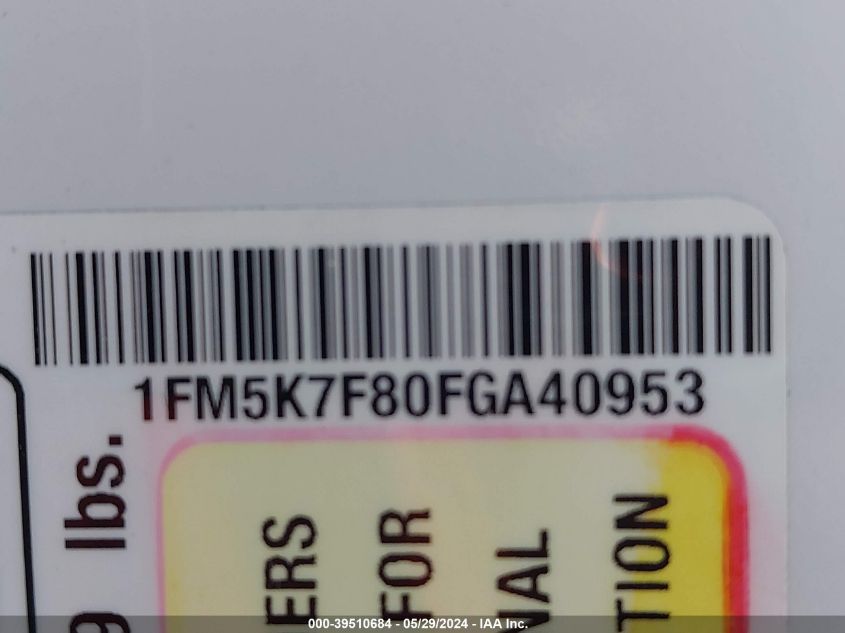 1FM5K7F80FGA40953
lbs.
ERS
FOR
NAL
TION
000-39510684 - 05/29/2024 - IAA Inc.